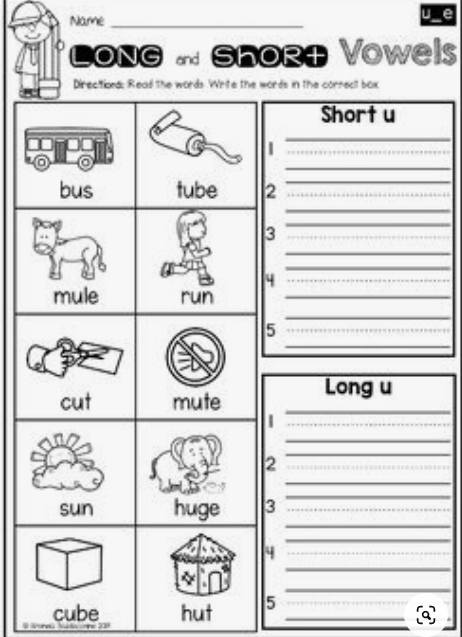 Name
u_e
LONG and Short Vowels
Directions: Read the words. Write the words in the correct box.
bus tube
mule run
cut mute
sun huge
cube hut
Short u
1
2
3
4
5
Long u
1
2
3
4
5